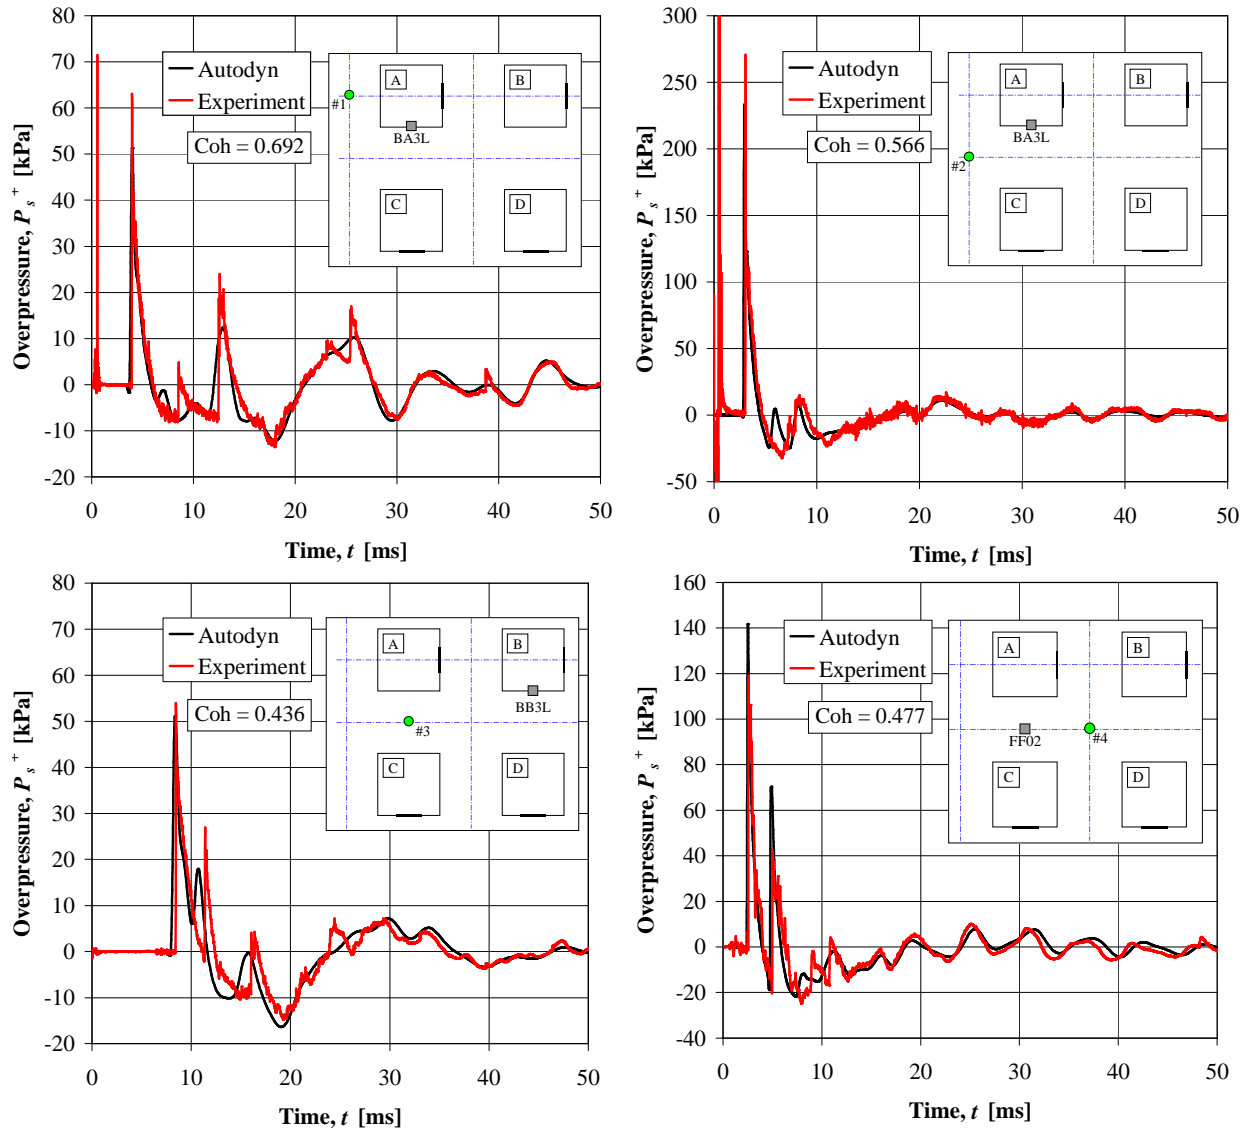 80
70
60
50
40
30
20
10
0
-10
-20
Overpressure, P s + [kPa]
Autodyn
Experiment
Coh = 0.692
A
B
#1
BA3L
C
D
0
10
20
30
40
50
Time, t [ms]
300
250
200
150
100
50
0
-50
Overpressure, P s + [kPa]
Autodyn
Experiment
Coh = 0.566
A
B
BA3L
#2
C
D
0
10
20
30
40
50
Time, t [ms]
80
70
60
50
40
30
20
10
0
-10
-20
Overpressure, P s + [kPa]
Autodyn
Experiment
Coh = 0.436
A
B
BB3L
#3
C
D
0
10
20
30
40
50
Time, t [ms]
160
140
120
100
80
60
40
20
0
-20
-40
Overpressure, P s + [kPa]
Autodyn
Experiment
Coh = 0.477
A
B
FF02
#4
C
D
0
10
20
30
40
50
Time, t [ms]